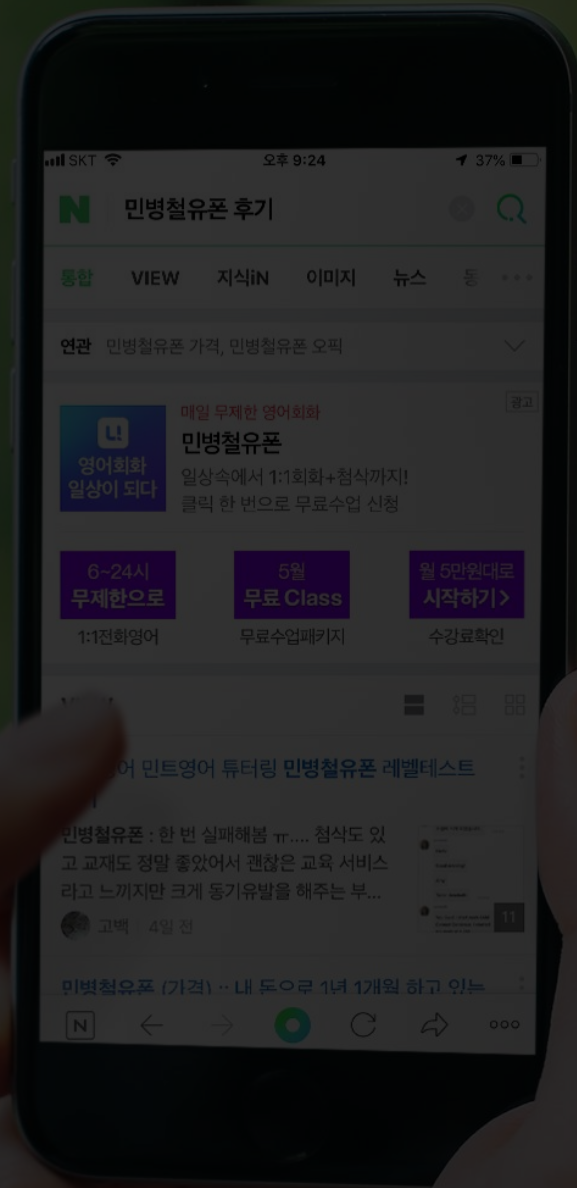 SKT 오후 9:24 37%
N 민병철유폰 후기
통합 VIEW 지식iN 이미지 뉴스 동
연관 민병철유폰 가격, 민병철유폰 오픽
광고
매일 무제한 영어회화
민병철유폰
일상속에서 1:1회화+첨삭까지!
클릭 한 번으로 무료수업 신청
U!
영어회화
일상이 되다
6~24시
무제한으로
1:1전화영어
5월
무료 Class
무료수업패키지
월 5만원대로
시작하기>
수강료확인
어 민트영어 튜터링 민병철유폰 레벨테스트
민병철유폰 : 한 번 실패해봄 ㅠ.... 첨삭도 있
고 교재도 정말 좋았어서 괜찮은 교육 서비스
라고 느끼지만 크게 동기유발을 해주는 부...
고백 4일 전
11
민병철유폰 (가격) :: 내 돈으로 1년 1개월 하고 있는
N